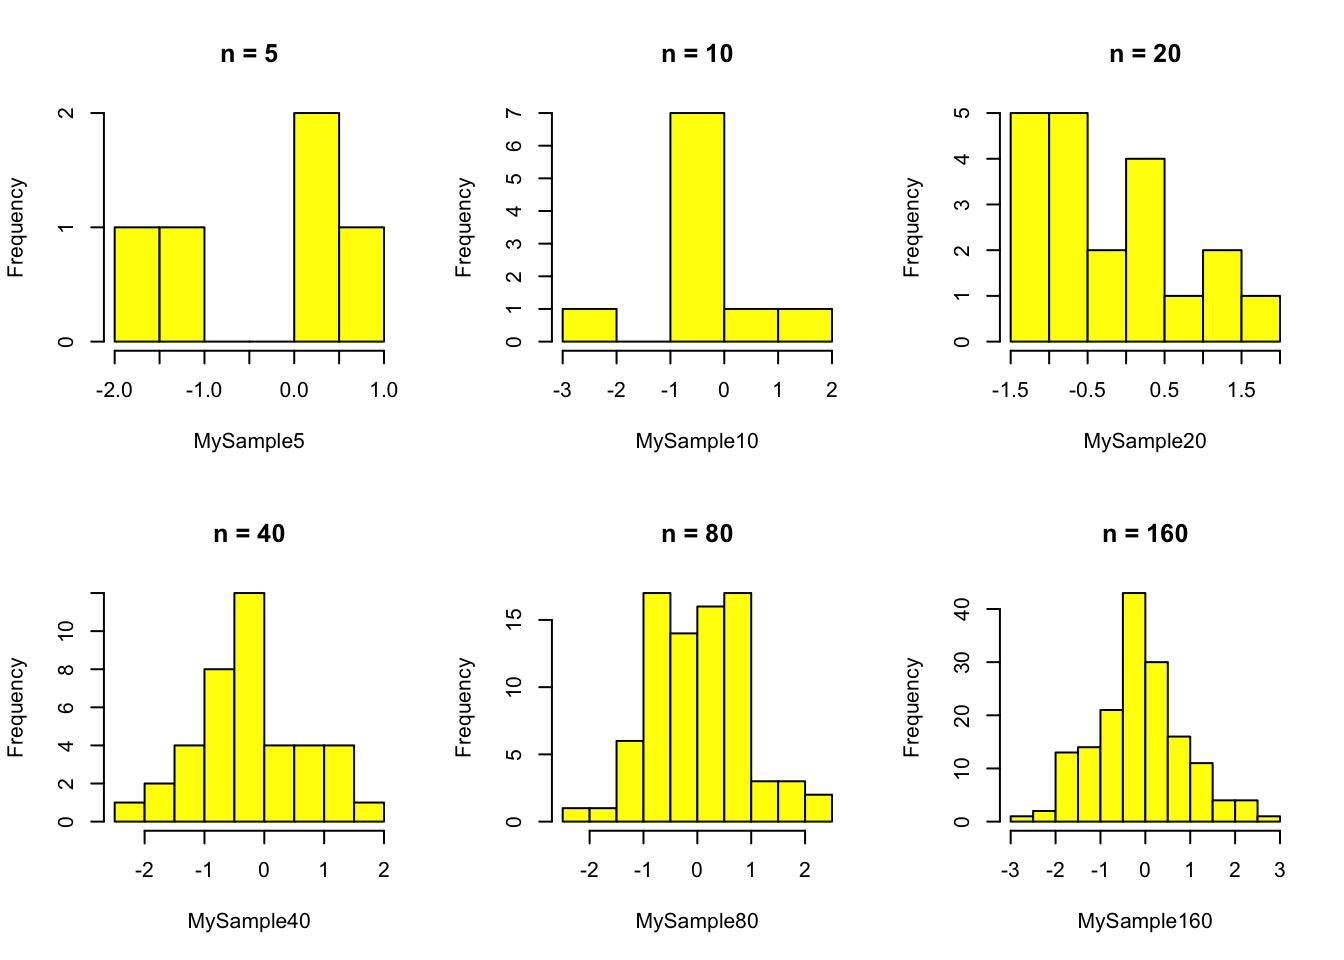 n = 5
2
1
0
Frequency
-2.0 -1.0 0.0 1.0
MySample5
n = 10
7
6
5
4
3
2
1
0
Frequency
-3 -2 -1 0 1 2
MySample10
n = 20
5
4
3
2
1
0
Frequency
-1.5 -0.5 0.5 1.5
MySample20
n = 40
10
8
6
4
2
0
Frequency
-2 -1 0 1 2
MySample40
n = 80
15
10
5
0
Frequency
-2 -1 0 1 2
MySample80
n = 160
40
30
20
10
0
Frequency
-3 -2 -1 0 1 2 3
MySample160